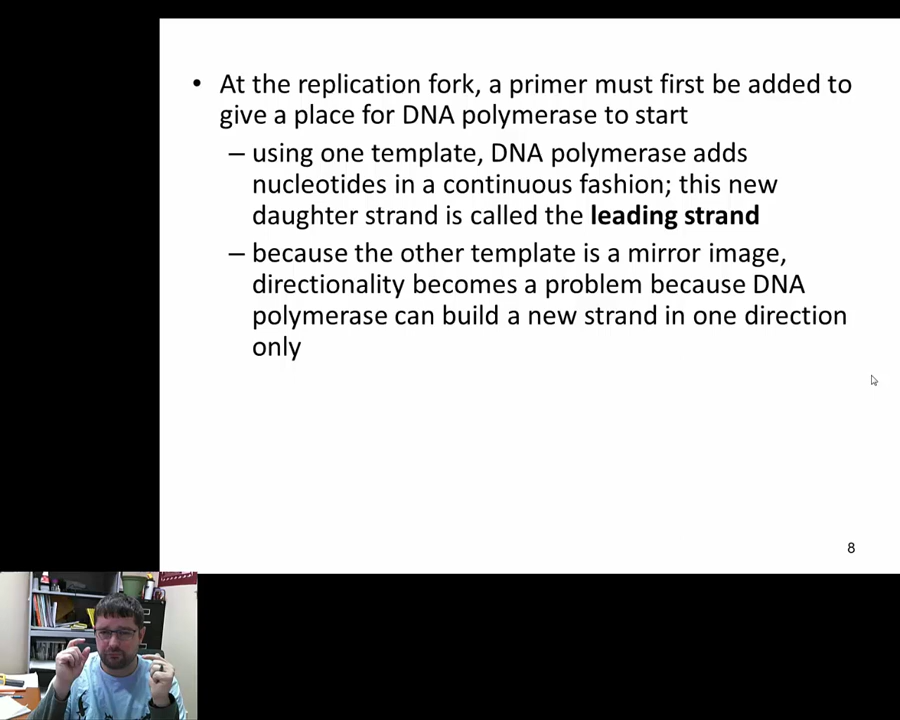 • At the replication fork, a primer must first be added to
give a place for DNA polymerase to start
– using one template, DNA polymerase adds
nucleotides in a continuous fashion; this new
daughter strand is called the leading strand
– because the other template is a mirror image,
directionality becomes a problem because DNA
polymerase can build a new strand in one direction
only
8